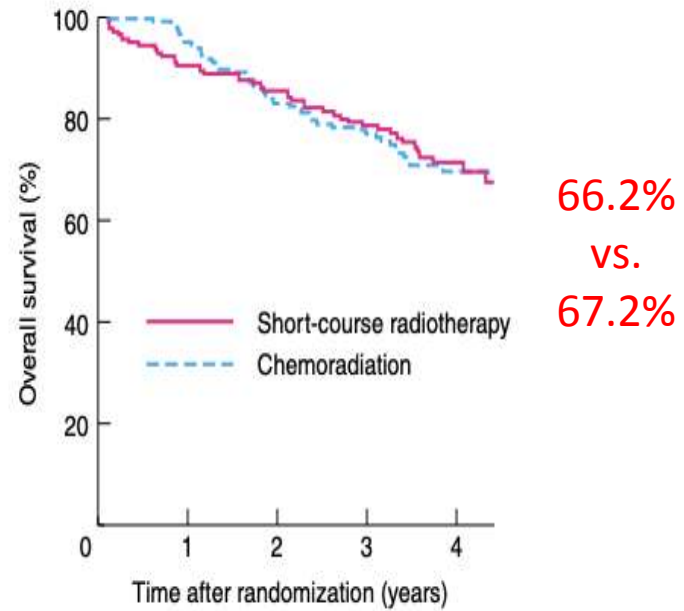 100
80
60
40
20
0
1
2
3
4
Overall survival (%)
Short-course radiotherapy
Chemoradiation
Time after randomization (years)
66.2%
vs.
67.2%